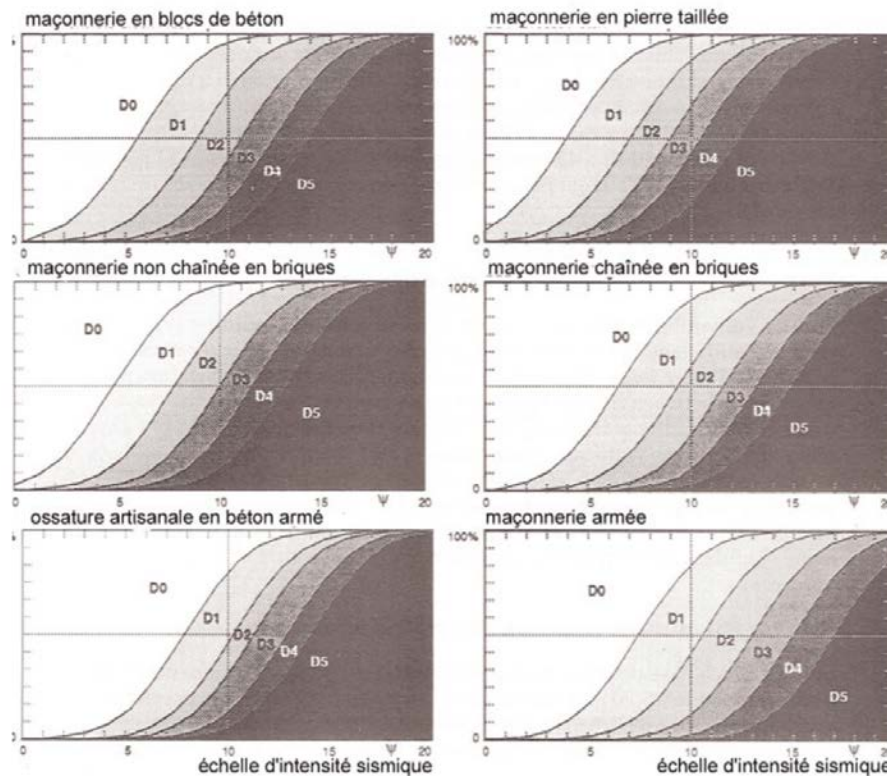 maçonnerie en blocs de béton
D0
D1
D2
D3
D4
D5
0 5 10 15 Ψ 20
maçonnerie en pierre taillée
100%
D0
D1
D2
D3
D4
D5
0 5 10 15 Ψ 20
maçonnerie non chaînée en briques
D0
D1
D2
D3
D4
D5
0 5 10 15 Ψ 20
maçonnerie chaînée en briques
100%
D0
D1
D2
D3
D4
D5
0 5 10 15 Ψ 20
ossature artisanale en béton armé
D0
D1
D2
D3
D4
D5
5 10 15 Ψ 20
échelle d'intensité sismique
maçonnerie armée
100%
D0
D1
D2
D3
D4
D5
0 5 10 15 Ψ 20
échelle d'intensité sismique